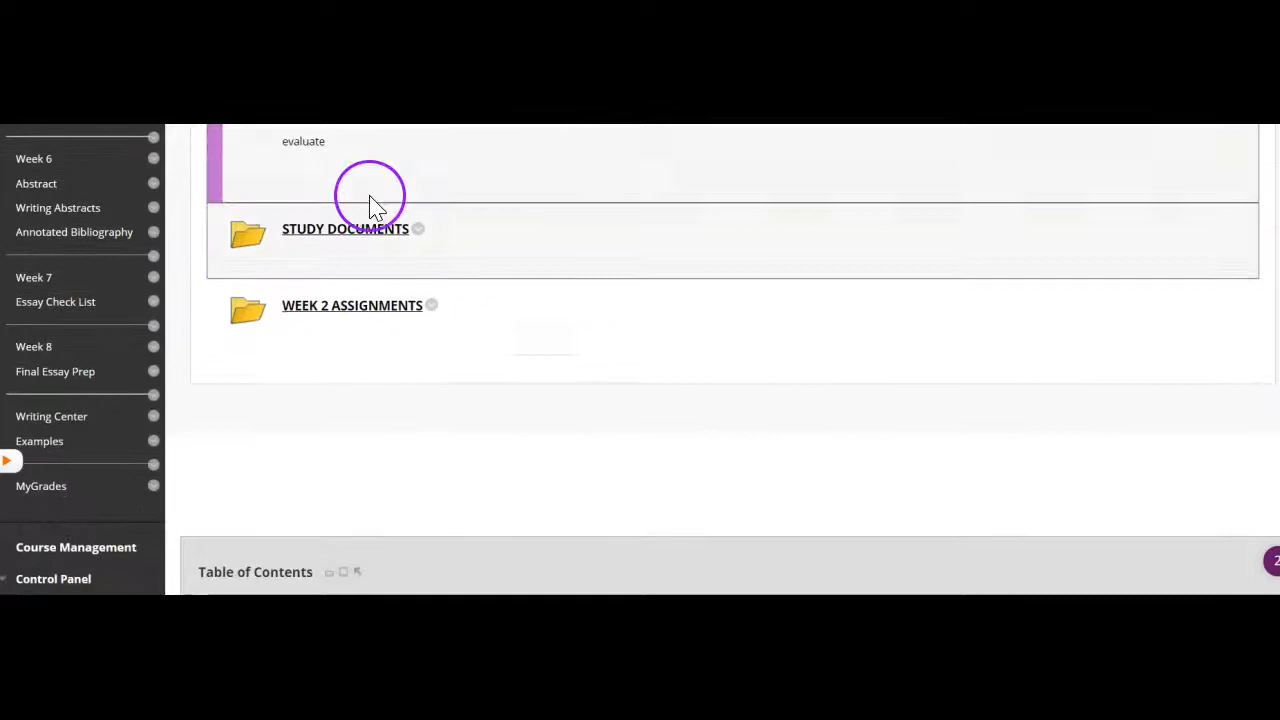 Week 6
Abstract
Writing Abstracts
Annotated Bibliography
Week 7
Essay Check List
Week 8
Final Essay Prep
Writing Center
Examples
MyGrades
Course Management
Control Panel
evaluate
STUDY DOCUMENTS
WEEK 2 ASSIGNMENTS
Table of Contents
2